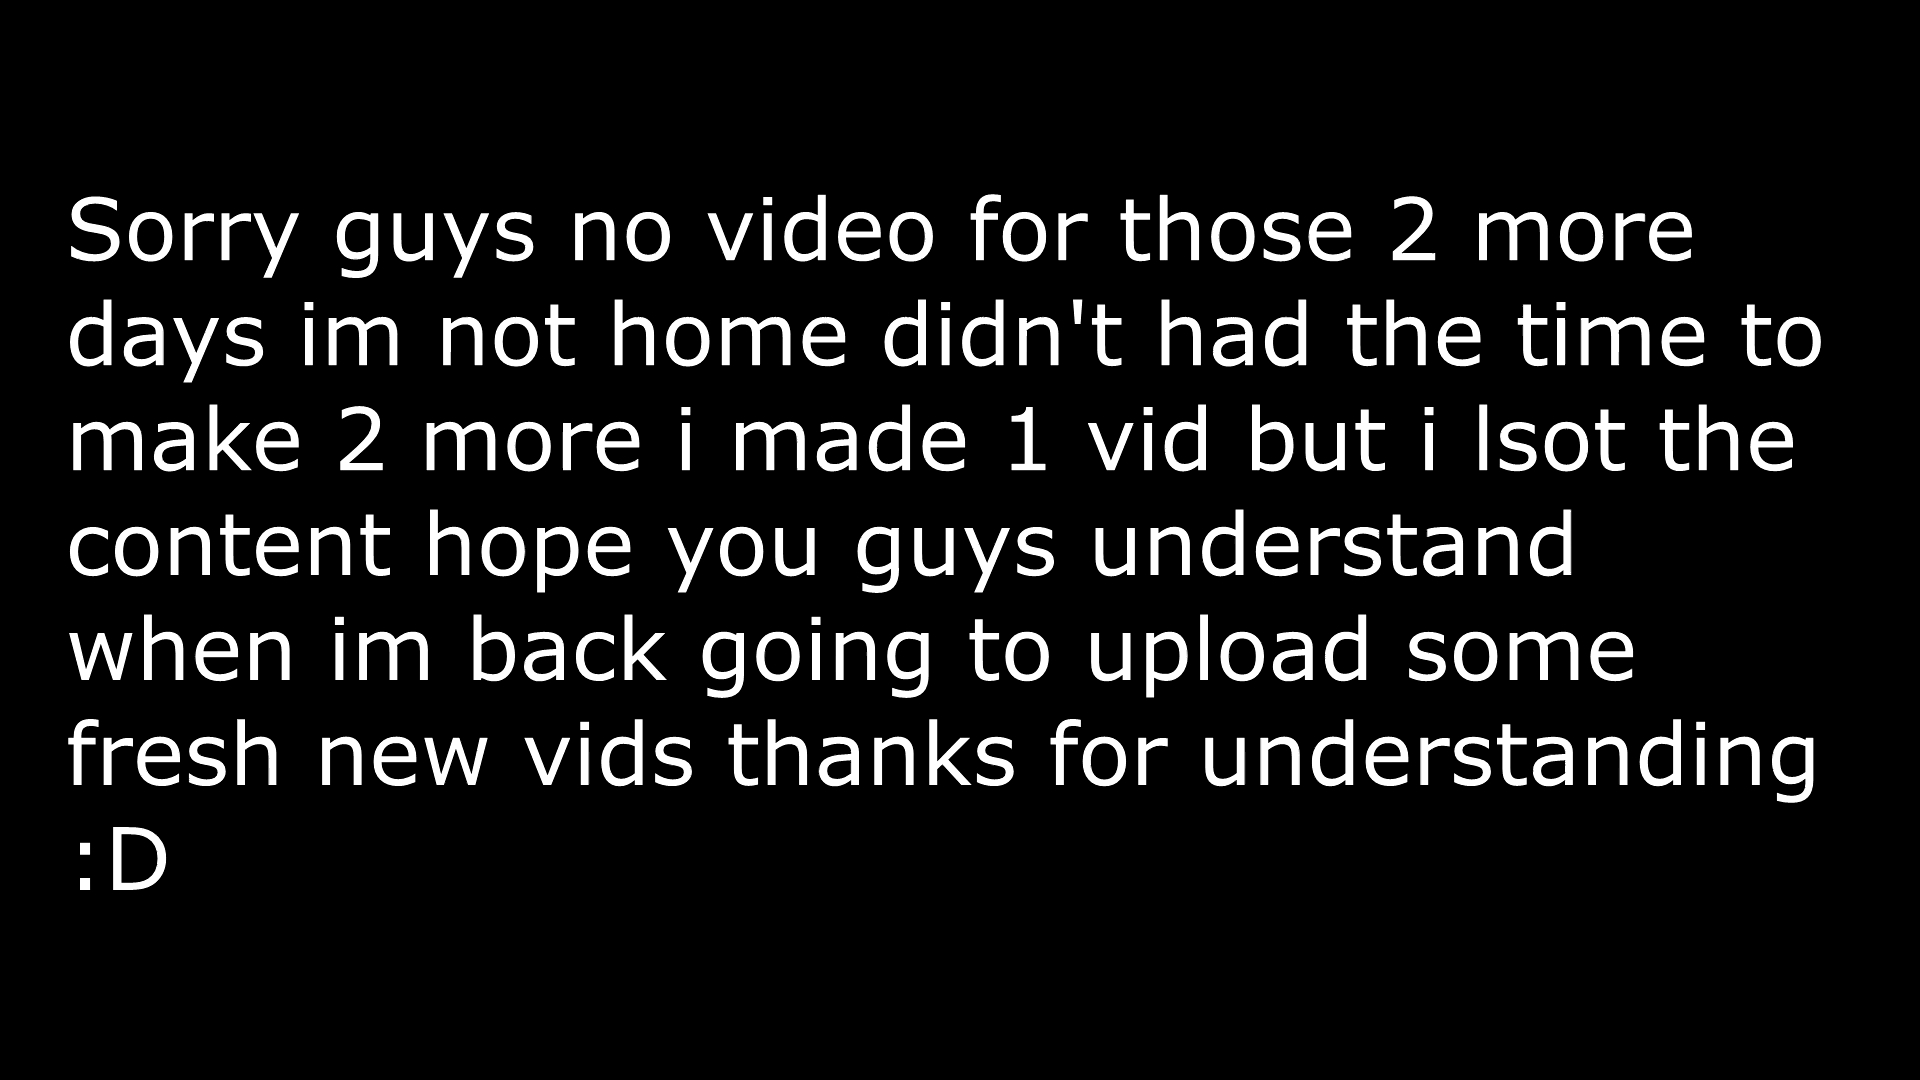 Sorry guys no video for those 2 more
days im not home didn't had the time to
make 2 more i made 1 vid but i lsot the
content hope you guys understand
when im back going to upload some
fresh new vids thanks for understanding
:D